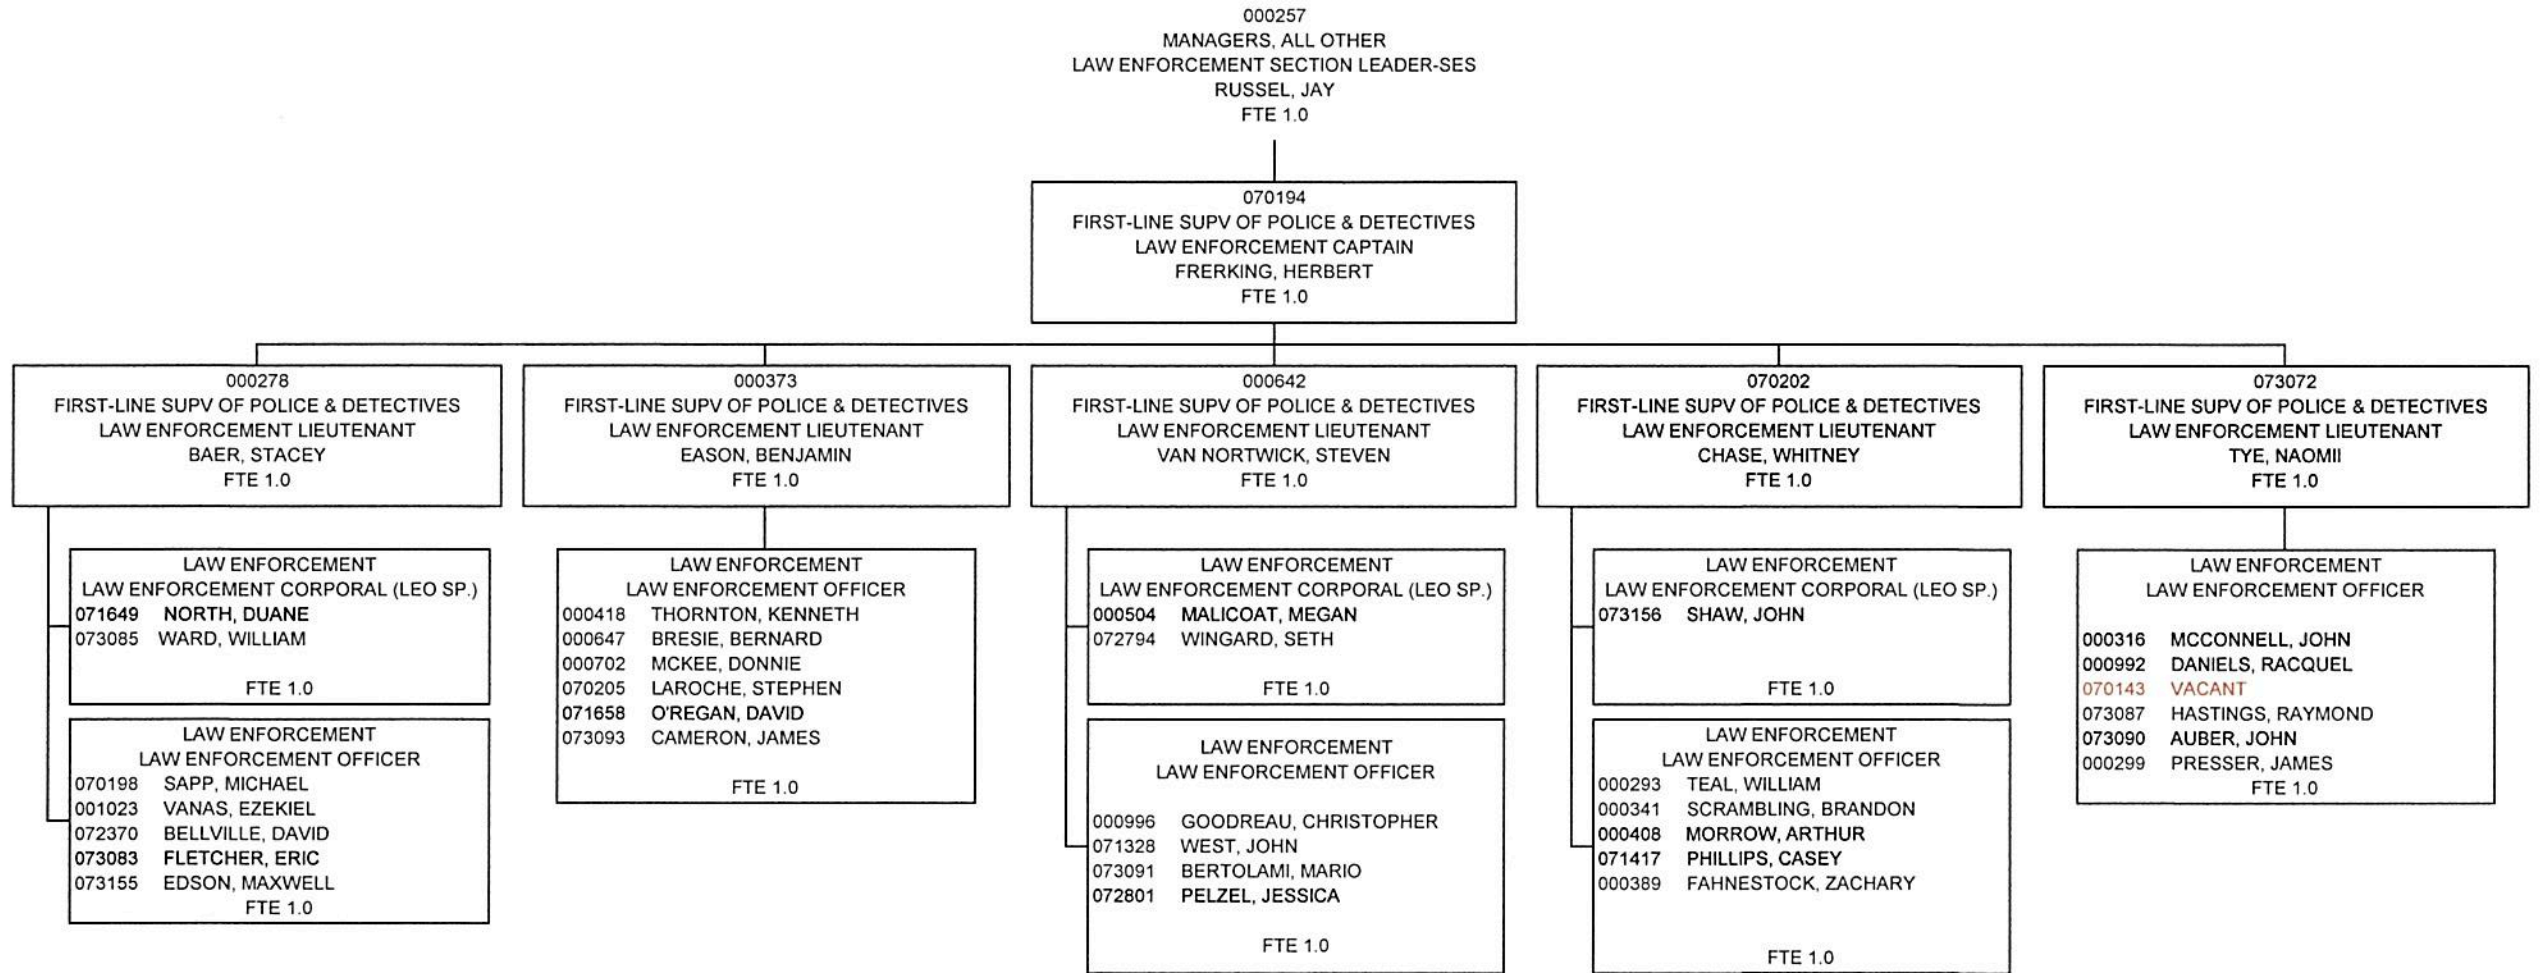 000257
MANAGERS, ALL OTHER
LAW ENFORCEMENT SECTION LEADER-SES
RUSSEL, JAY
FTE 1.0
070194
FIRST-LINE SUPV OF POLICE & DETECTIVES
LAW ENFORCEMENT CAPTAIN
FRERKING, HERBERT
FTE 1.0
000278
FIRST-LINE SUPV OF POLICE & DETECTIVES
LAW ENFORCEMENT LIEUTENANT
BAER, STACEY
FTE 1.0
LAW ENFORCEMENT
LAW ENFORCEMENT CORPORAL (LEO SP.)
071649 NORTH, DUANE
073085 WARD, WILLIAM
FTE 1.0
LAW ENFORCEMENT
LAW ENFORCEMENT OFFICER
070198 SAPP, MICHAEL
001023 VANAS, EZEKIEL
072370 BELLVILLE, DAVID
073083 FLETCHER, ERIC
073155 EDSON, MAXWELL
FTE 1.0
000373
FIRST-LINE SUPV OF POLICE & DETECTIVES
LAW ENFORCEMENT LIEUTENANT
EASON, BENJAMIN
FTE 1.0
LAW ENFORCEMENT
LAW ENFORCEMENT OFFICER
000418 THORNTON, KENNETH
000647 BRESIE, BERNARD
000702 MCKEE, DONNIE
070205 LAROCHE, STEPHEN
071658 O'REGAN, DAVID
073093 CAMERON, JAMES
FTE 1.0
000642
FIRST-LINE SUPV OF POLICE & DETECTIVES
LAW ENFORCEMENT LIEUTENANT
VAN NORTWICK, STEVEN
FTE 1.0
LAW ENFORCEMENT
LAW ENFORCEMENT CORPORAL (LEO SP.)
000504 MALICOAT, MEGAN
072794 WINGARD, SETH
FTE 1.0
LAW ENFORCEMENT
LAW ENFORCEMENT OFFICER
000996 GOODREAU, CHRISTOPHER
071328 WEST, JOHN
073091 BERTOLAMI, MARIO
072801 PELZEL, JESSICA
FTE 1.0
070202
FIRST-LINE SUPV OF POLICE & DETECTIVES
LAW ENFORCEMENT LIEUTENANT
CHASE, WHITNEY
FTE 1.0
LAW ENFORCEMENT
LAW ENFORCEMENT CORPORAL (LEO SP.)
073156 SHAW, JOHN
FTE 1.0
LAW ENFORCEMENT
LAW ENFORCEMENT OFFICER
000293 TEAL, WILLIAM
000341 SCRAMBLING, BRANDON
000408 MORROW, ARTHUR
071417 PHILLIPS, CASEY
000389 FAHNESTOCK, ZACHARY
FTE 1.0
073072
FIRST-LINE SUPV OF POLICE & DETECTIVES
LAW ENFORCEMENT LIEUTENANT
TYE, NAOMII
FTE 1.0
LAW ENFORCEMENT
LAW ENFORCEMENT OFFICER
000316 MCCONNELL, JOHN
000992 DANIELS, RACQUEL
070143 VACANT
073087 HASTINGS, RAYMOND
073090 AUBER, JOHN
000299 PRESSER, JAMES
FTE 1.0